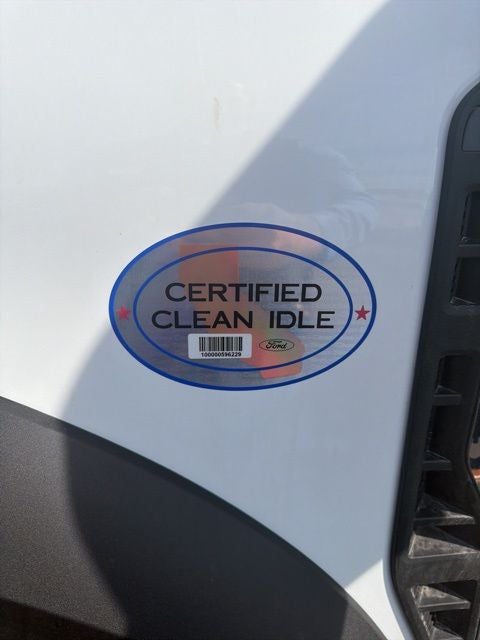 CERTIFIED
CLEAN IDLE
100000596229
Ford